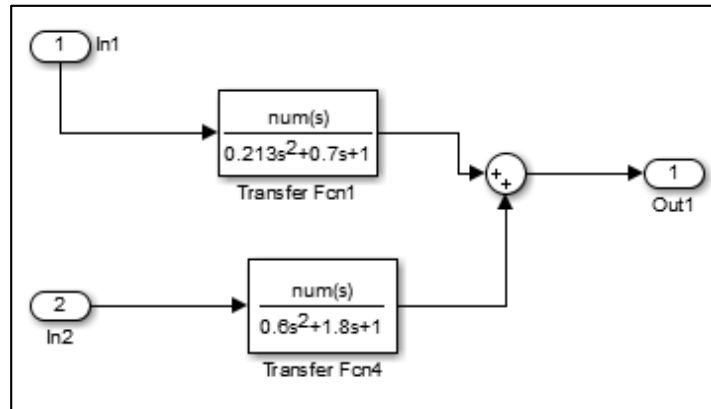 1
In1
num(s)
0.213s²+0.7s+1
Transfer Fcn1
+
+
1
Out1
2
In2
num(s)
0.6s²+1.8s+1
Transfer Fcn4